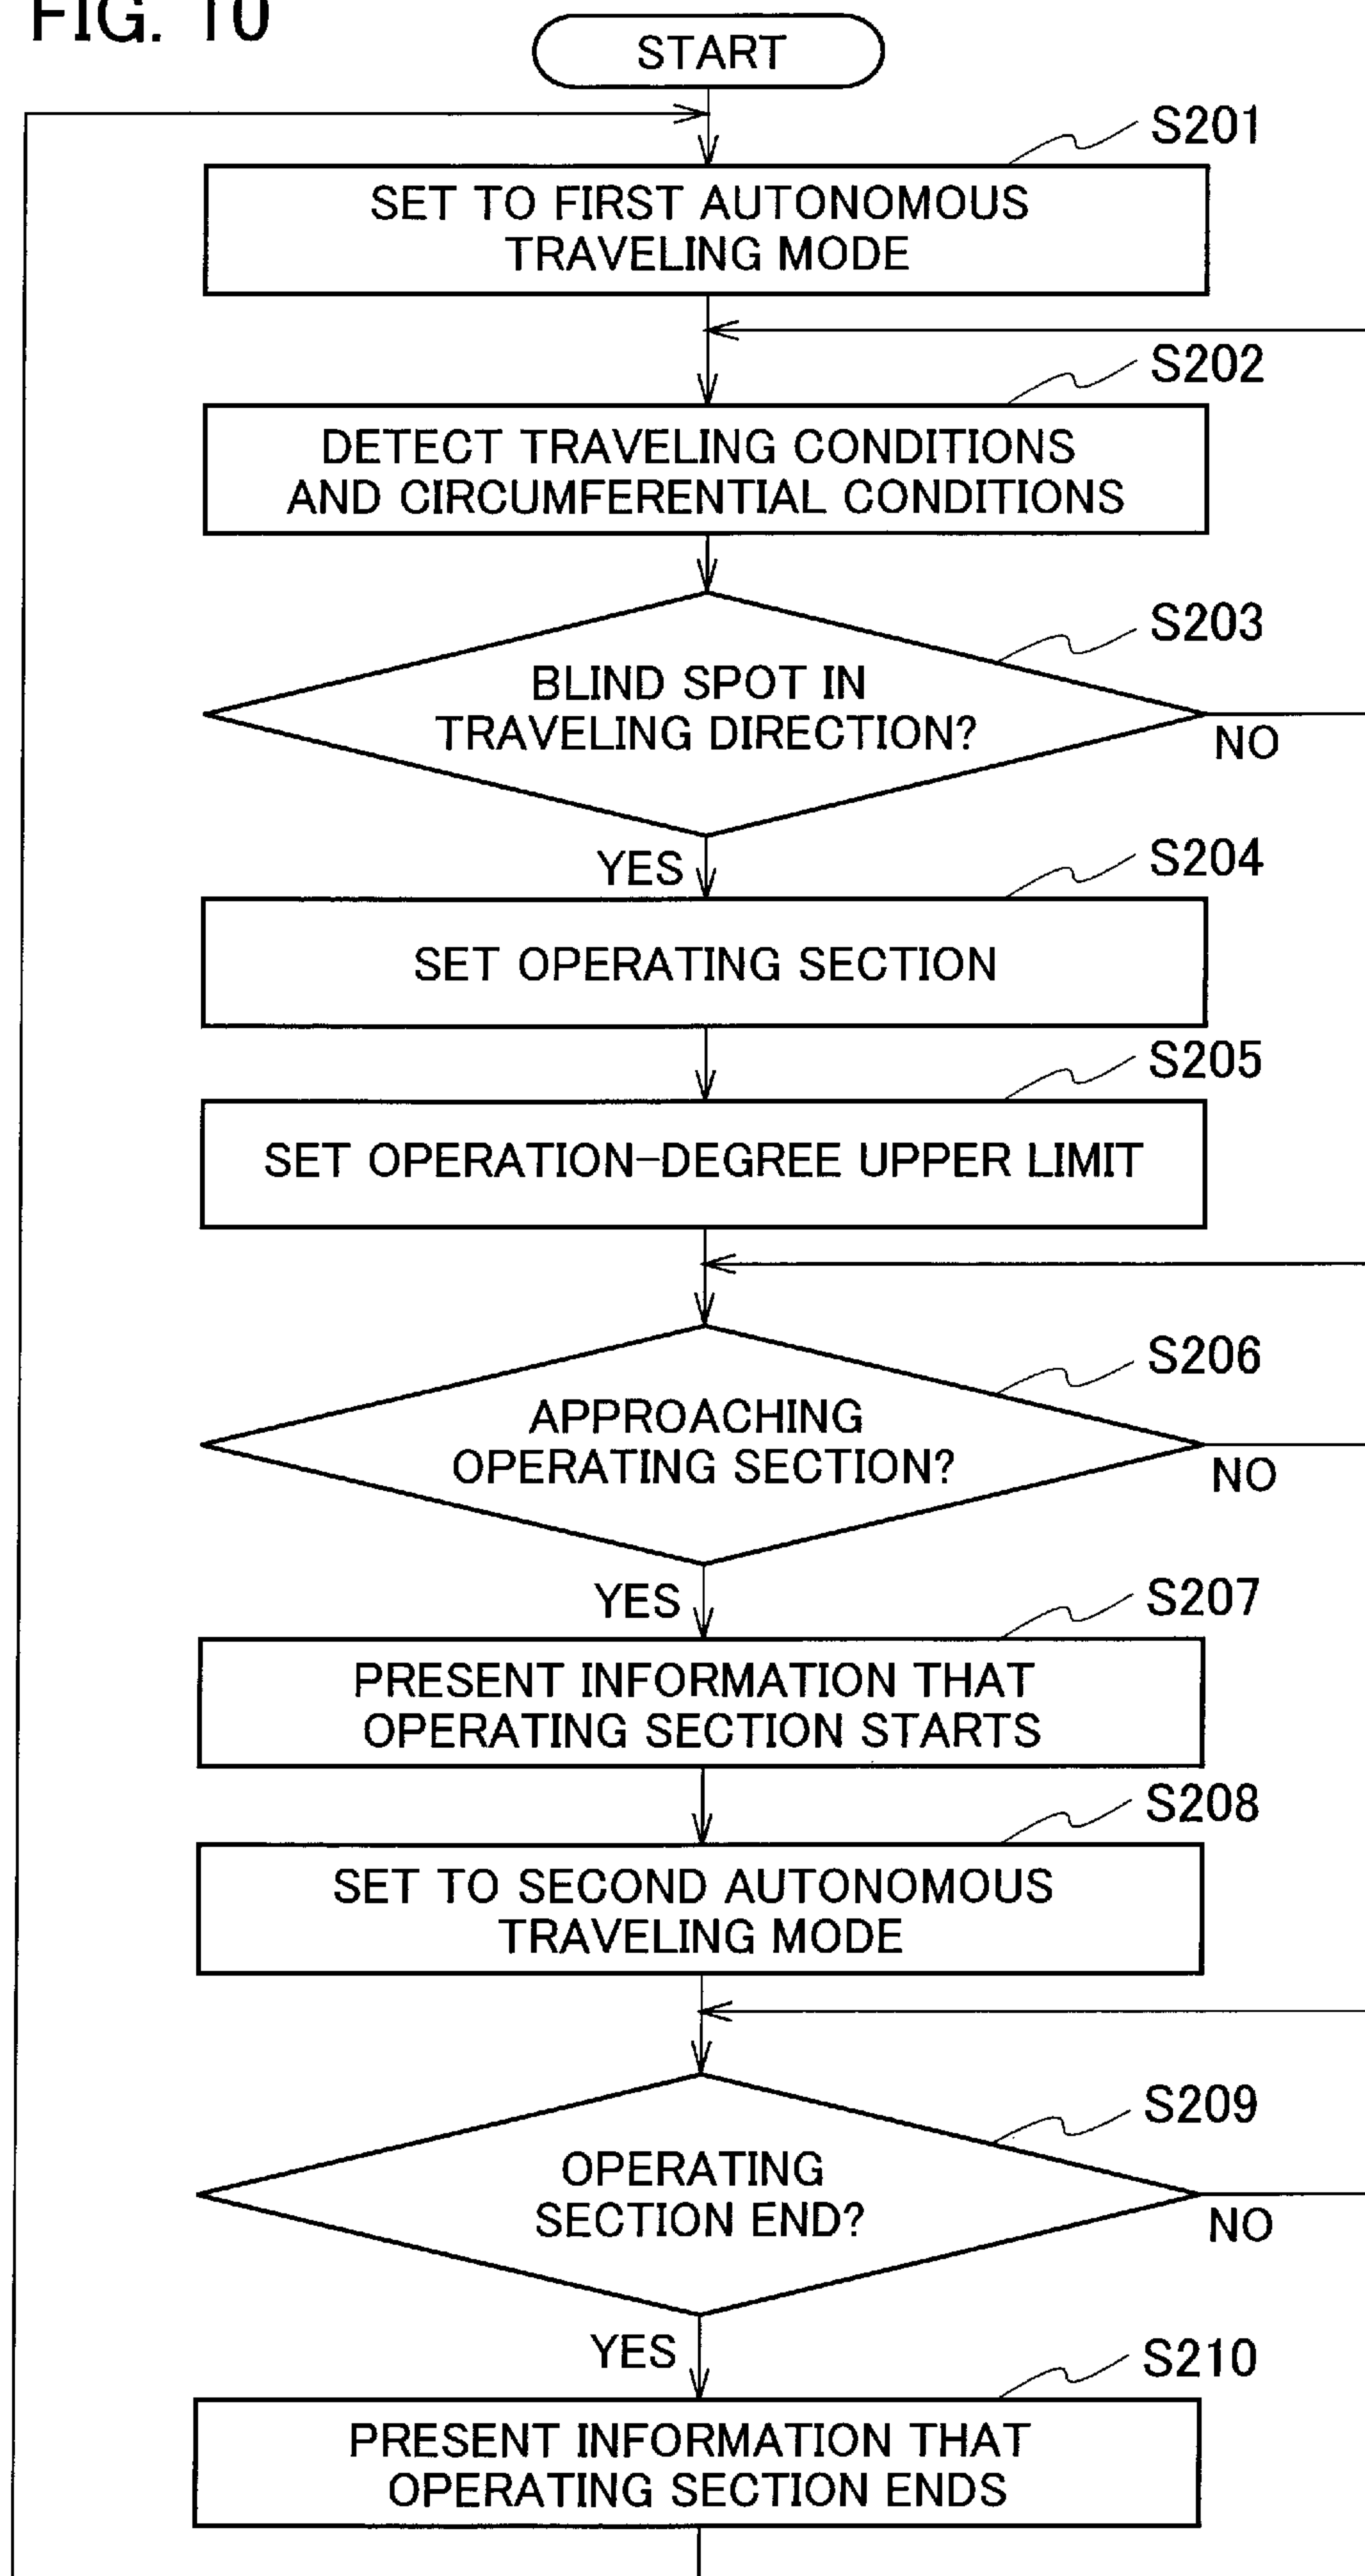 FIG. 10
START
S201
SET TO FIRST AUTONOMOUS
TRAVELING MODE
S202
DETECT TRAVELING CONDITIONS
AND CIRCUMFERENTIAL CONDITIONS
S203
BLIND SPOT IN
TRAVELING DIRECTION?
NO
YES
S204
SET OPERATING SECTION
S205
SET OPERATION-DEGREE UPPER LIMIT
S206
APPROACHING
OPERATING SECTION?
NO
YES
S207
PRESENT INFORMATION THAT
OPERATING SECTION STARTS
S208
SET TO SECOND AUTONOMOUS
TRAVELING MODE
S209
OPERATING
SECTION END?
NO
YES
S210
PRESENT INFORMATION THAT
OPERATING SECTION ENDS